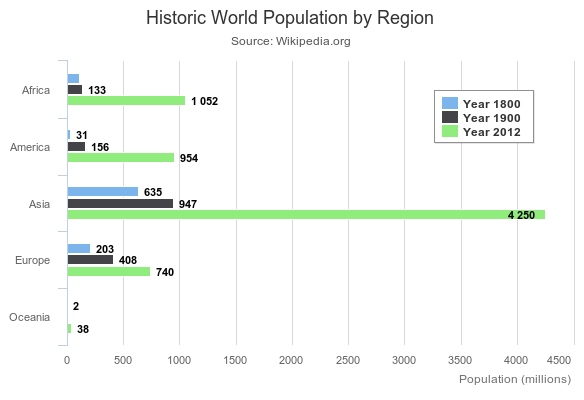 Historic World Population by Region
Source: Wikipedia.org
Year 1800
Year 1900
Year 2012
Africa
133
1 052
America
31
156
954
Asia
635
947
4 250
Europe
203
408
740
Oceania
2
38
0 500 1000 1500 2000 2500 3000 3500 4000 4500
Population (millions)